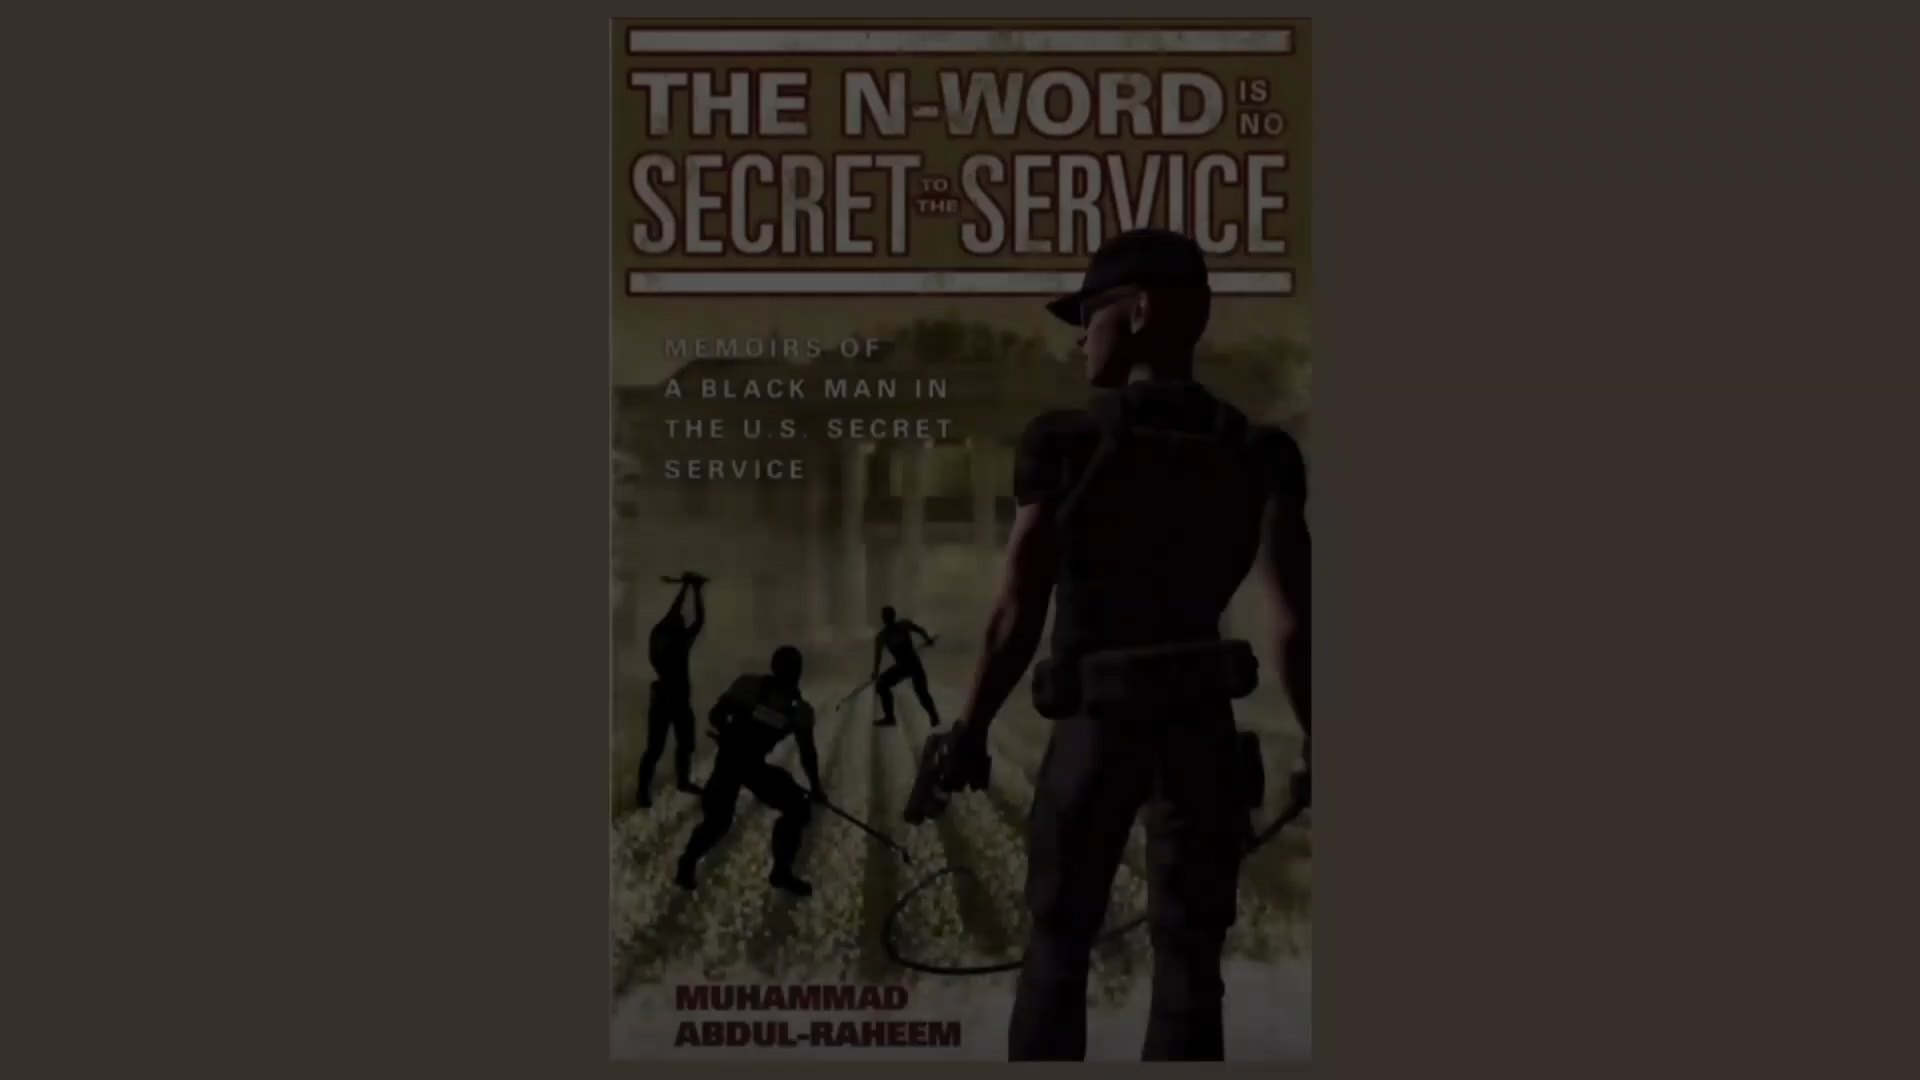 THE N-WORD IS NO
SECRET TO THE SERVICE
MEMOIRS OF
A BLACK MAN IN
THE U.S. SECRET
SERVICE
MUHAMMAD
ABDUL-RAHEEM